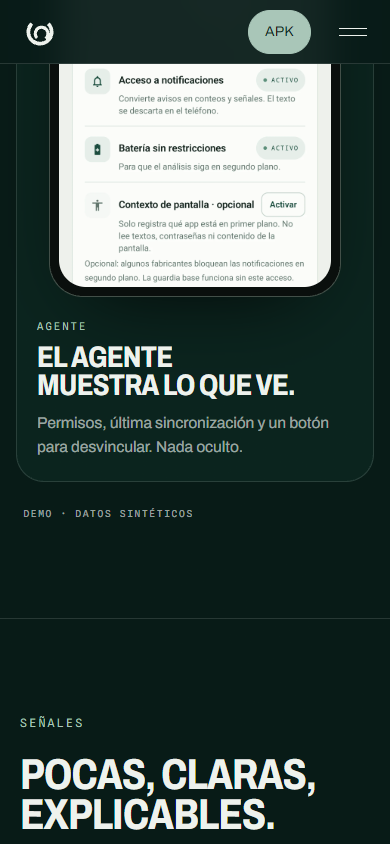 APK
Acceso a notificaciones
ACTIVO
Convierte avisos en conteos y señales. El texto
se descarta en el teléfono.
Batería sin restricciones
ACTIVO
Para que el análisis siga en segundo plano.
Contexto de pantalla · opcional
Activar
Solo registra qué app está en primer plano. No
lee textos, contraseñas ni contenido de la
pantalla.
Opcional: algunos fabricantes bloquean las notificaciones en
segundo plano. La guardia base funciona sin este acceso.
AGENTE
EL AGENTE
MUESTRA LO QUE VE.
Permisos, última sincronización y un botón
para desvincular. Nada oculto.
DEMO · DATOS SINTÉTICOS
SEÑALES
POCAS, CLARAS,
EXPLICABLES.